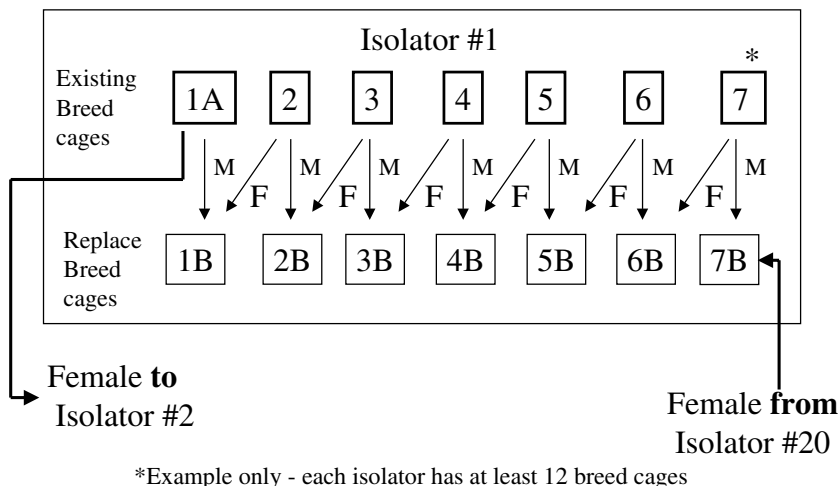 Isolator #1
*
Existing
Breed
cages
1A 2 3 4 5 6 7
M M M M M M M
F F F F F F
Replace
Breed
cages
1B 2B 3B 4B 5B 6B 7B
Female to
Isolator #2
Female from
Isolator #20
*Example only - each isolator has at least 12 breed cages